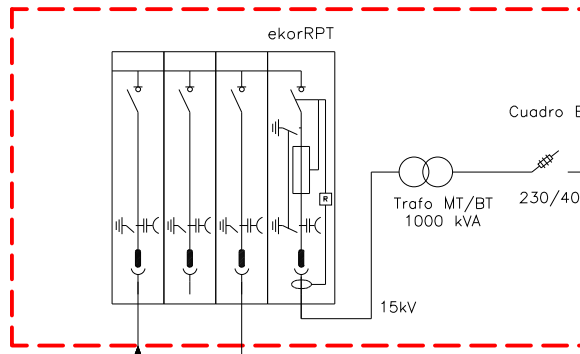 ekorRPT
Cuadro
R
Trafo MT/BT
1000 kVA
230/40
15kV